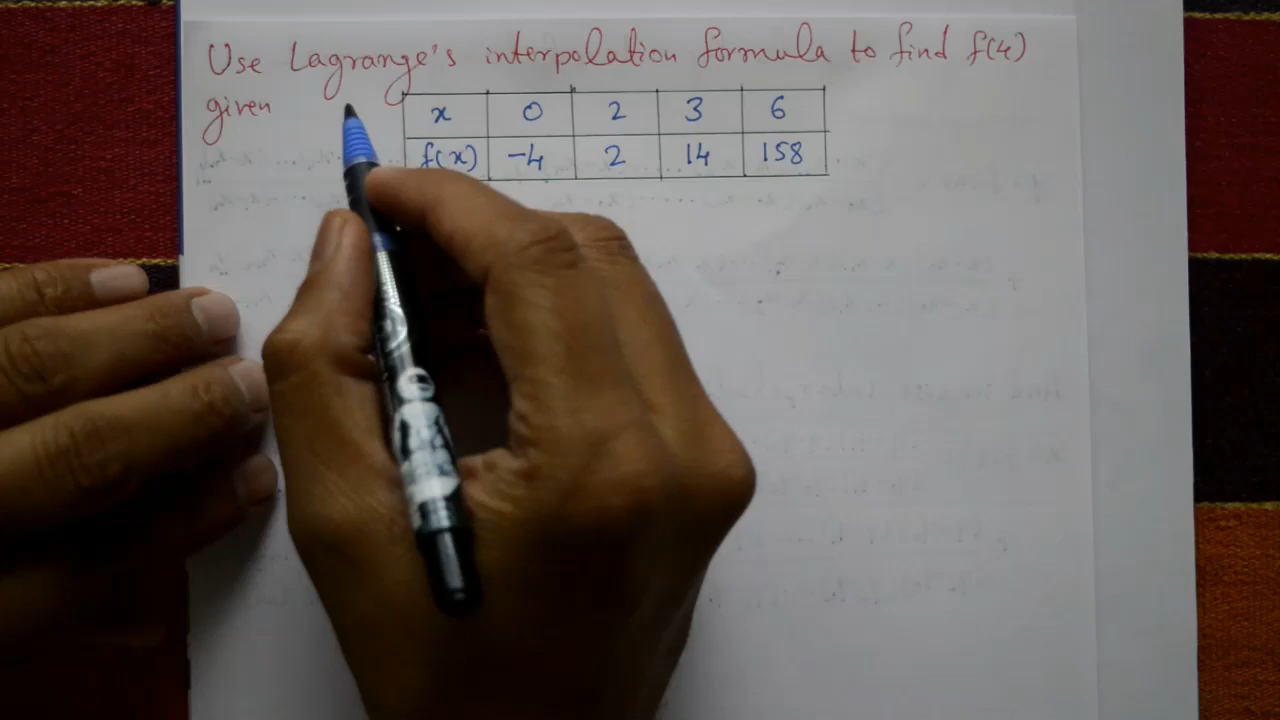 Use Lagrange's interpolation formula to find f(4)
given
x 0 2 3 6
f(x) -4 2 14 158